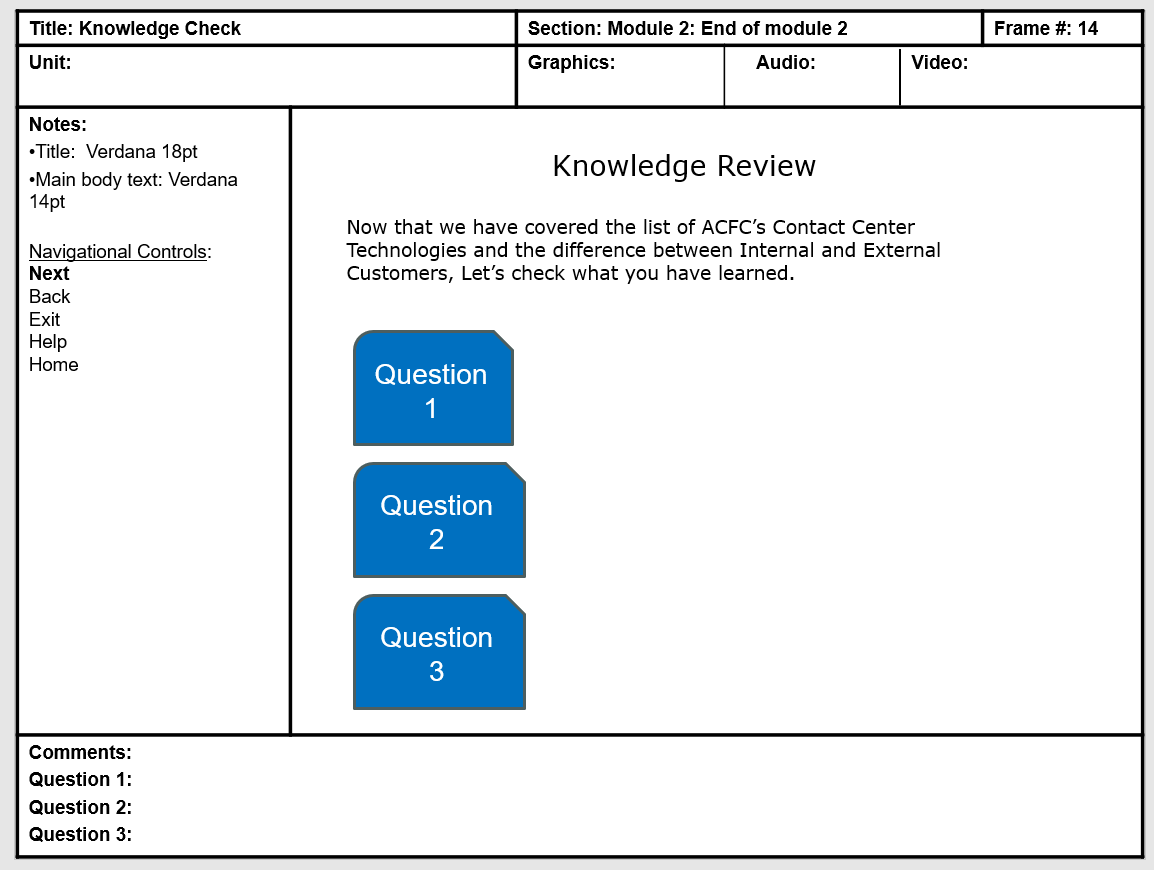 Title: Knowledge Check
Section: Module 2: End of module 2
Frame #: 14
Unit:
Graphics:
Audio:
Video:
Notes:
•Title:  Verdana 18pt
•Main body text: Verdana
14pt
Navigational Controls:
Next
Back
Exit
Help
Home
Knowledge Review
Now that we have covered the list of ACFC’s Contact Center
Technologies and the difference between Internal and External
Customers, Let’s check what you have learned.
Question
1
Question
2
Question
3
Comments:
Question 1:
Question 2:
Question 3: